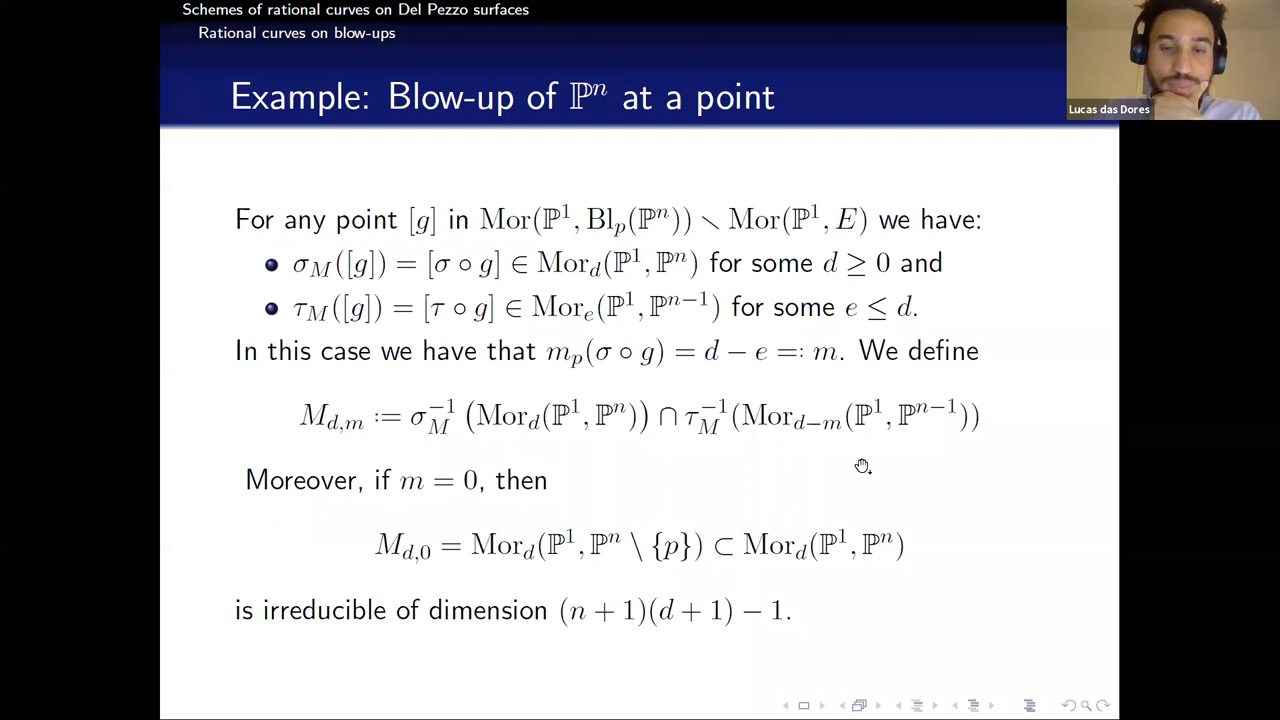 Schemes of rational curves on Del Pezzo surfaces
Rational curves on blow-ups
Example: Blow-up of ℙⁿ at a point
Lucas das Dores
For any point [g] in Mor(ℙ¹, Blₚ(ℙⁿ)) ∖ Mor(ℙ¹, E) we have:
• σ_M([g]) = [σ ∘ g] ∈ Mor_d(ℙ¹, ℙⁿ) for some d ≥ 0 and
• τ_M([g]) = [τ ∘ g] ∈ Mor_e(ℙ¹, ℙⁿ⁻¹) for some e ≤ d.
In this case we have that mₚ(σ ∘ g) = d − e =: m. We define
M_{d,m} := σ_M⁻¹ (Mor_d(ℙ¹, ℙⁿ)) ∩ τ_M⁻¹(Mor_{d−m}(ℙ¹, ℙⁿ⁻¹))
Moreover, if m = 0, then
M_{d,0} = Mor_d(ℙ¹, ℙⁿ \ {p}) ⊂ Mor_d(ℙ¹, ℙⁿ)
is irreducible of dimension (n + 1)(d + 1) − 1.